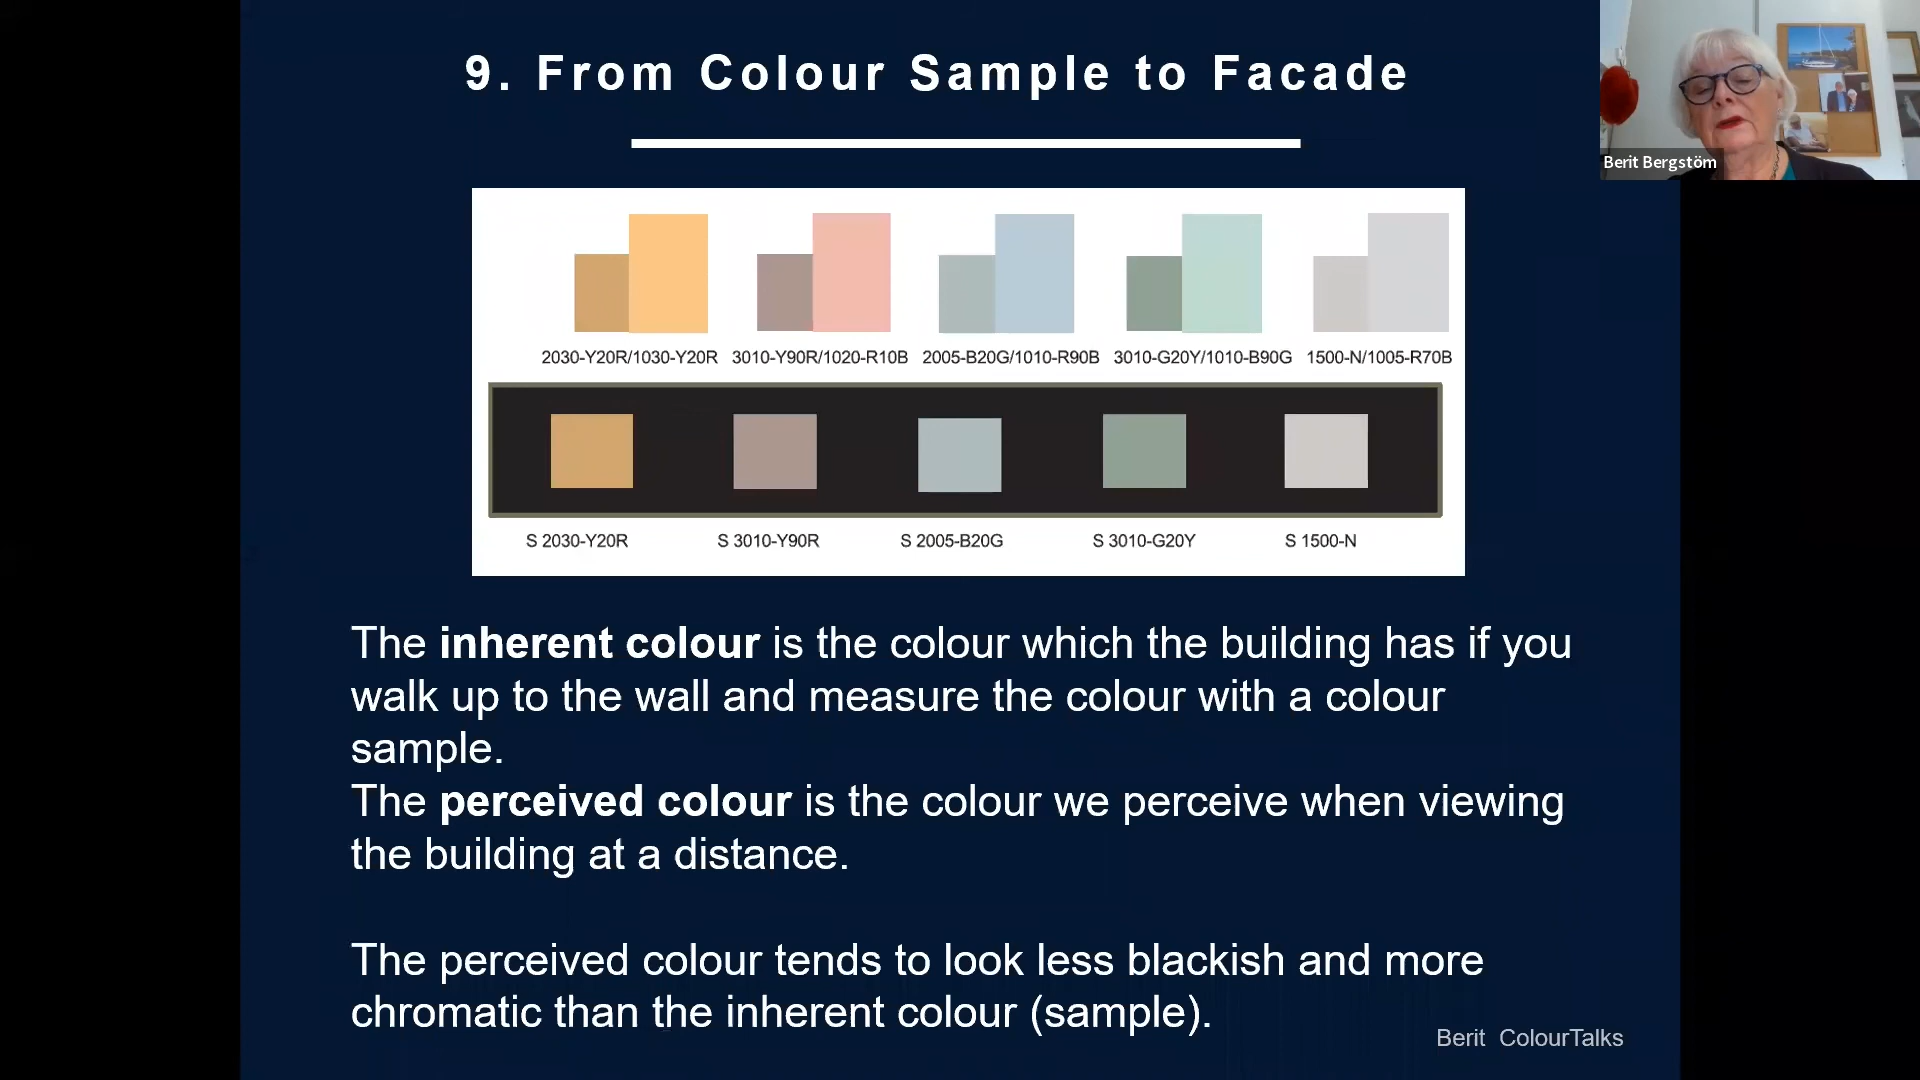 9. From Colour Sample to Facade
Berit Bergstöm
2030-Y20R/1030-Y20R 3010-Y90R/1020-R10B 2005-B20G/1010-R90B 3010-G20Y/1010-B90G 1500-N/1005-R70B
S 2030-Y20R S 3010-Y90R S 2005-B20G S 3010-G20Y S 1500-N
The inherent colour is the colour which the building has if you
walk up to the wall and measure the colour with a colour
sample.
The perceived colour is the colour we perceive when viewing
the building at a distance.
The perceived colour tends to look less blackish and more
chromatic than the inherent colour (sample).
Berit ColourTalks